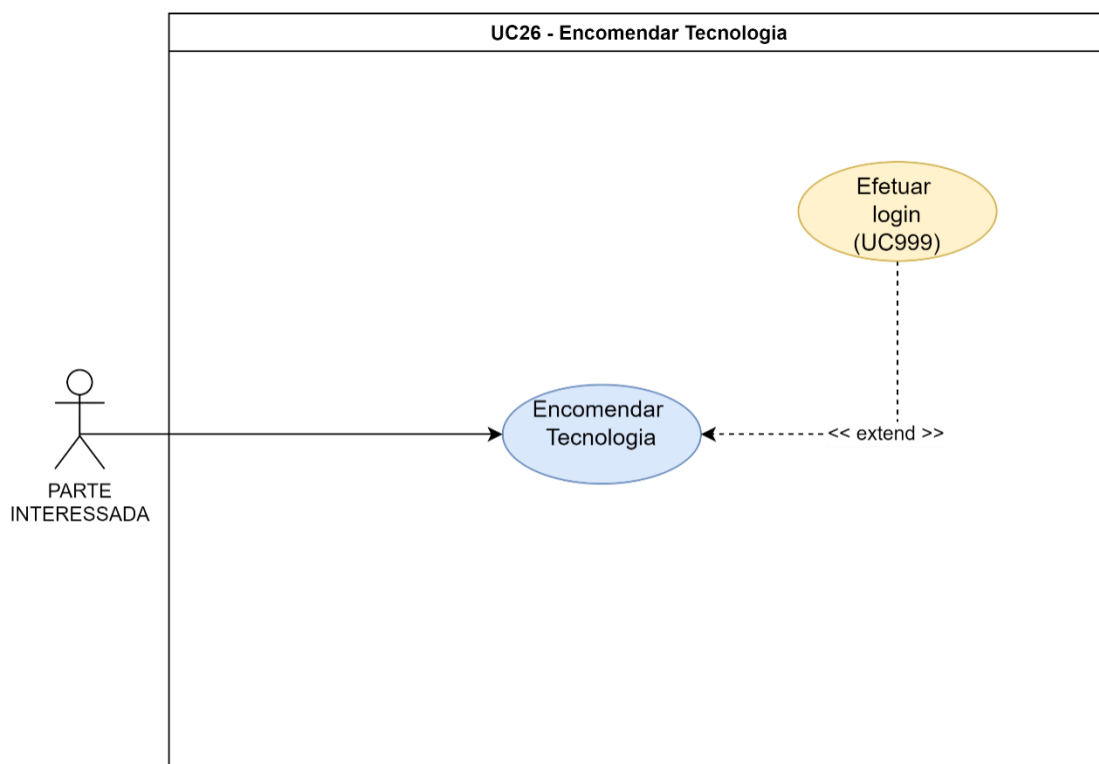 UC26 - Encomendar Tecnologia
Efetuar
login
(UC999)
Encomendar
Tecnologia
<< extend >>
PARTE
INTERESSADA